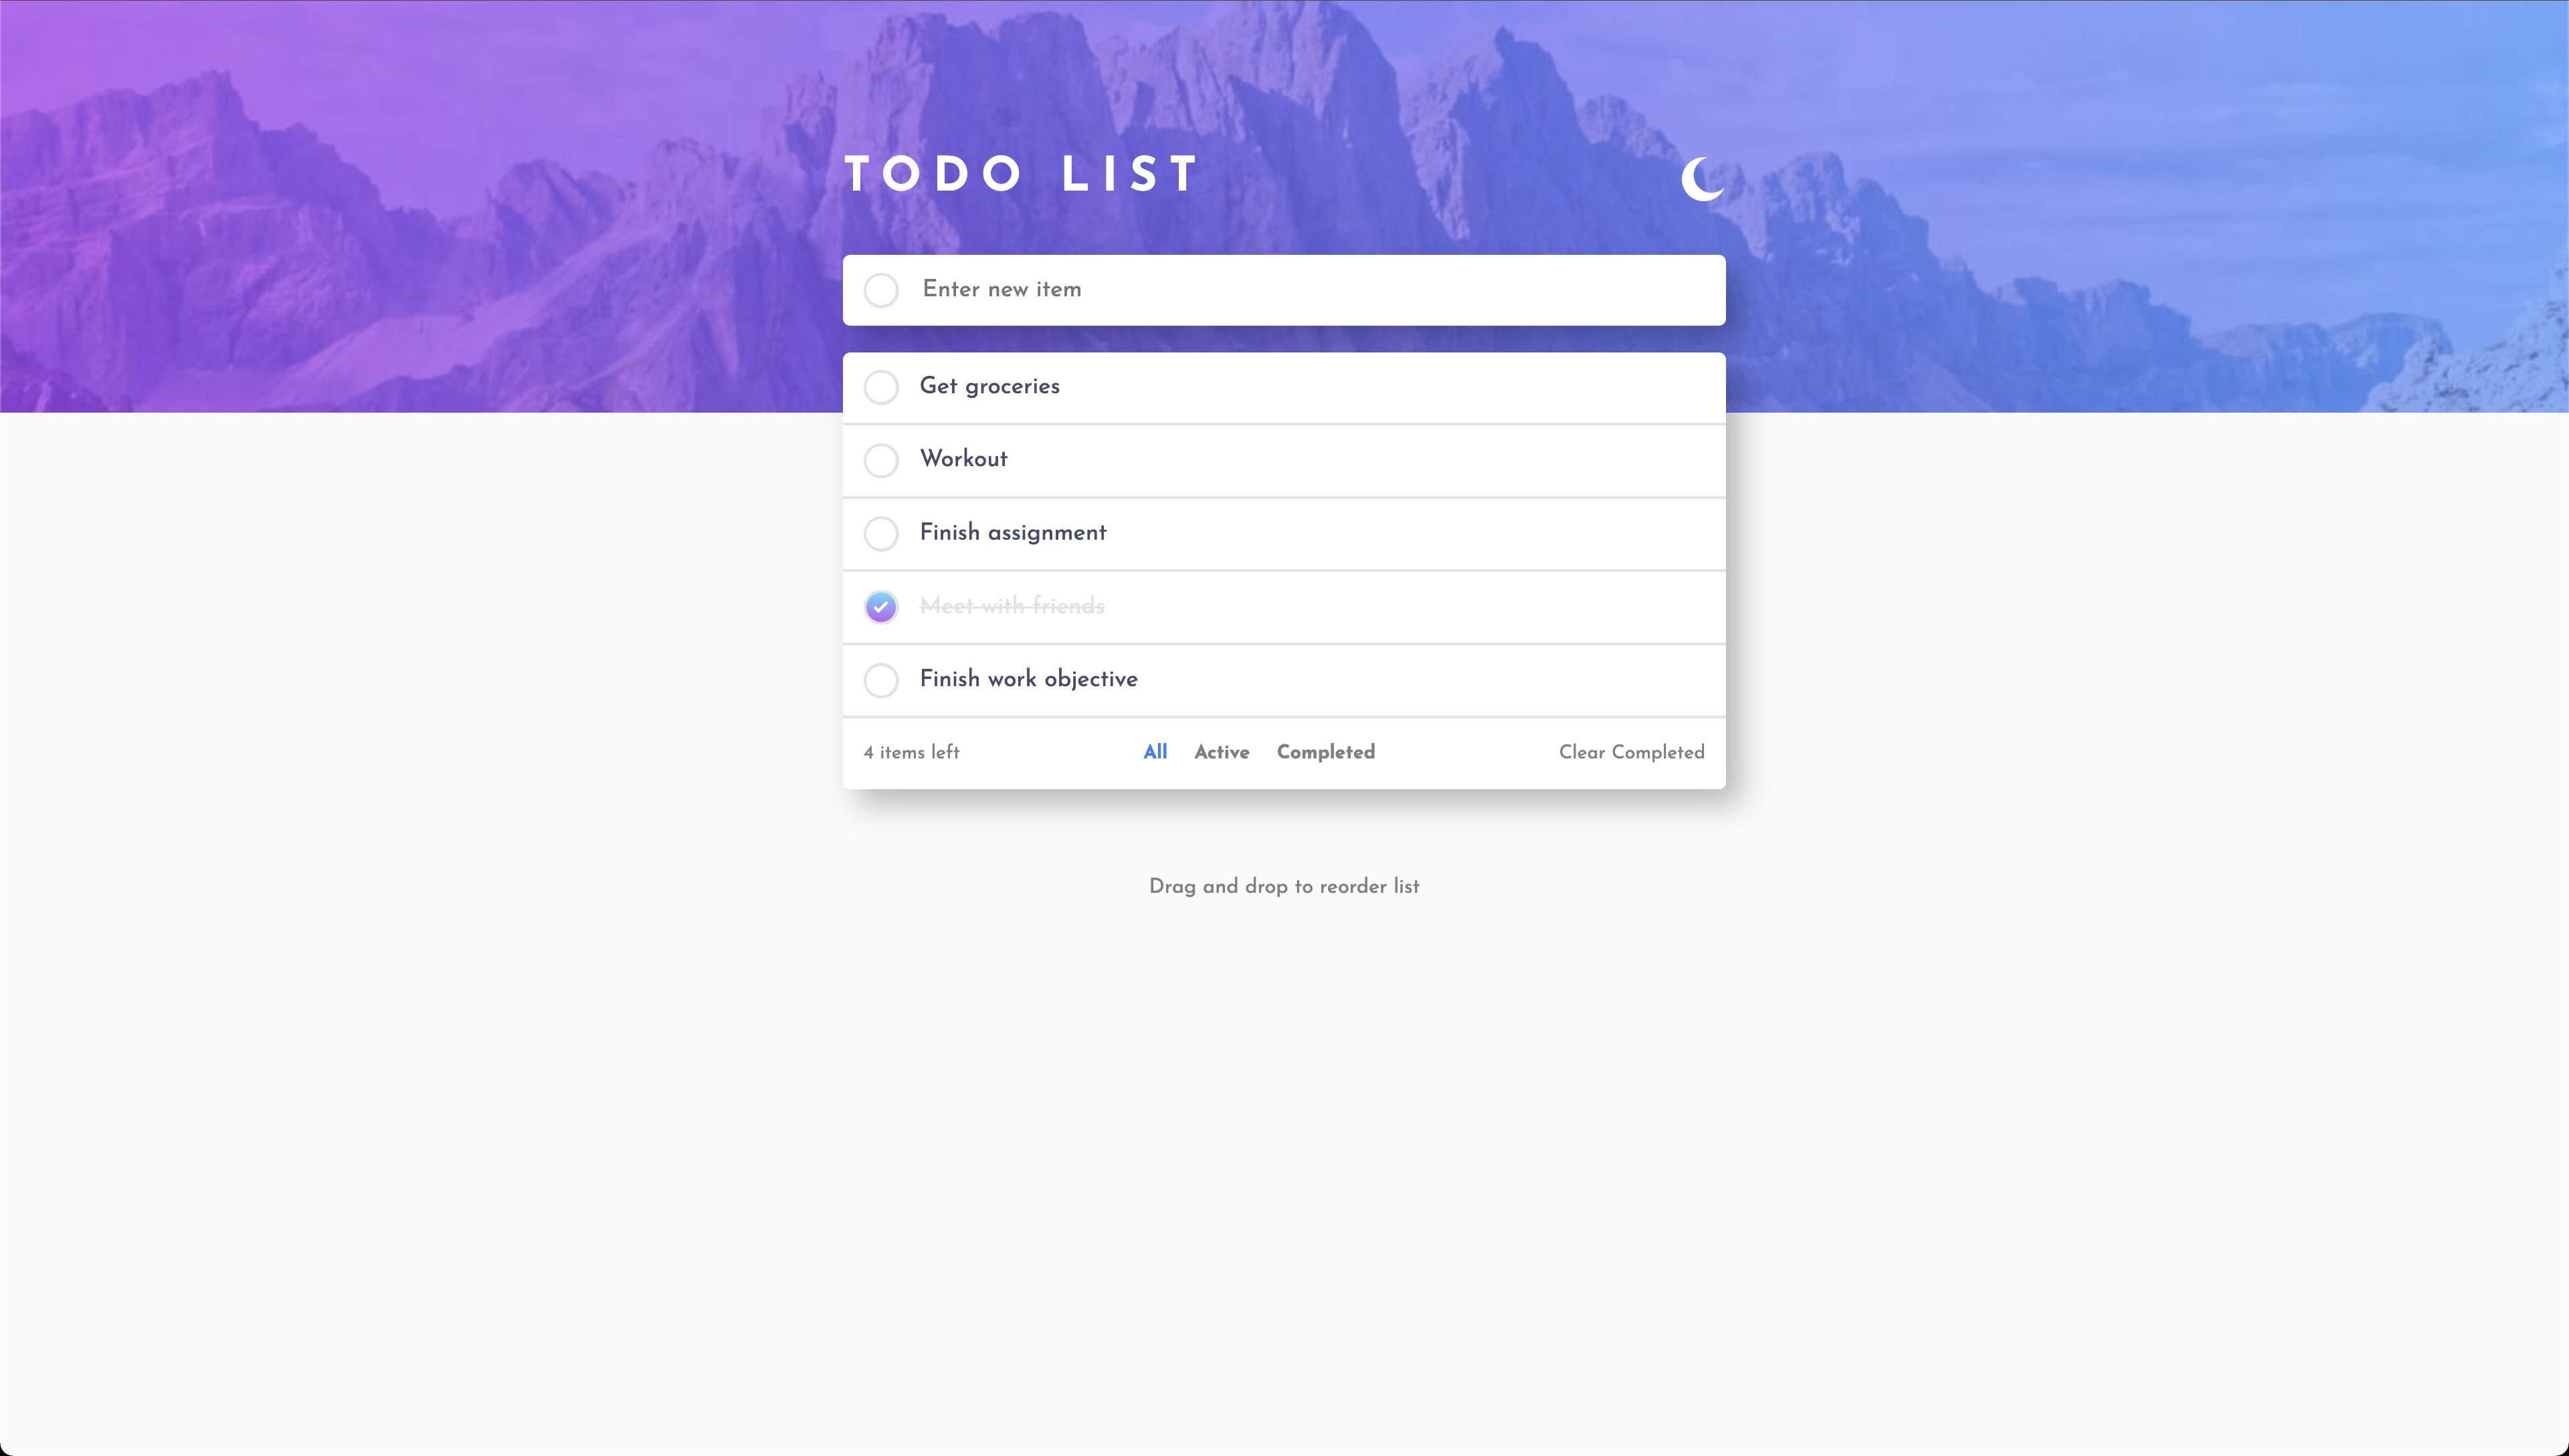 TODO LIST
Enter new item
Get groceries
Workout
Finish assignment
Meet with friends
Finish work objective
4 items left All Active Completed Clear Completed
Drag and drop to reorder list